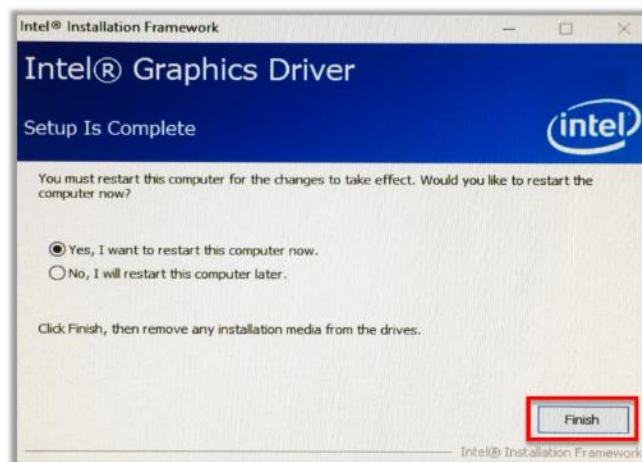 Intel® Installation Framework
Intel® Graphics Driver
Setup Is Complete
intel
You must restart this computer for the changes to take effect. Would you like to restart the
computer now?
Yes, I want to restart this computer now.
No, I will restart this computer later.
Click Finish, then remove any installation media from the drives.
Finish
Intel® Installation Framework